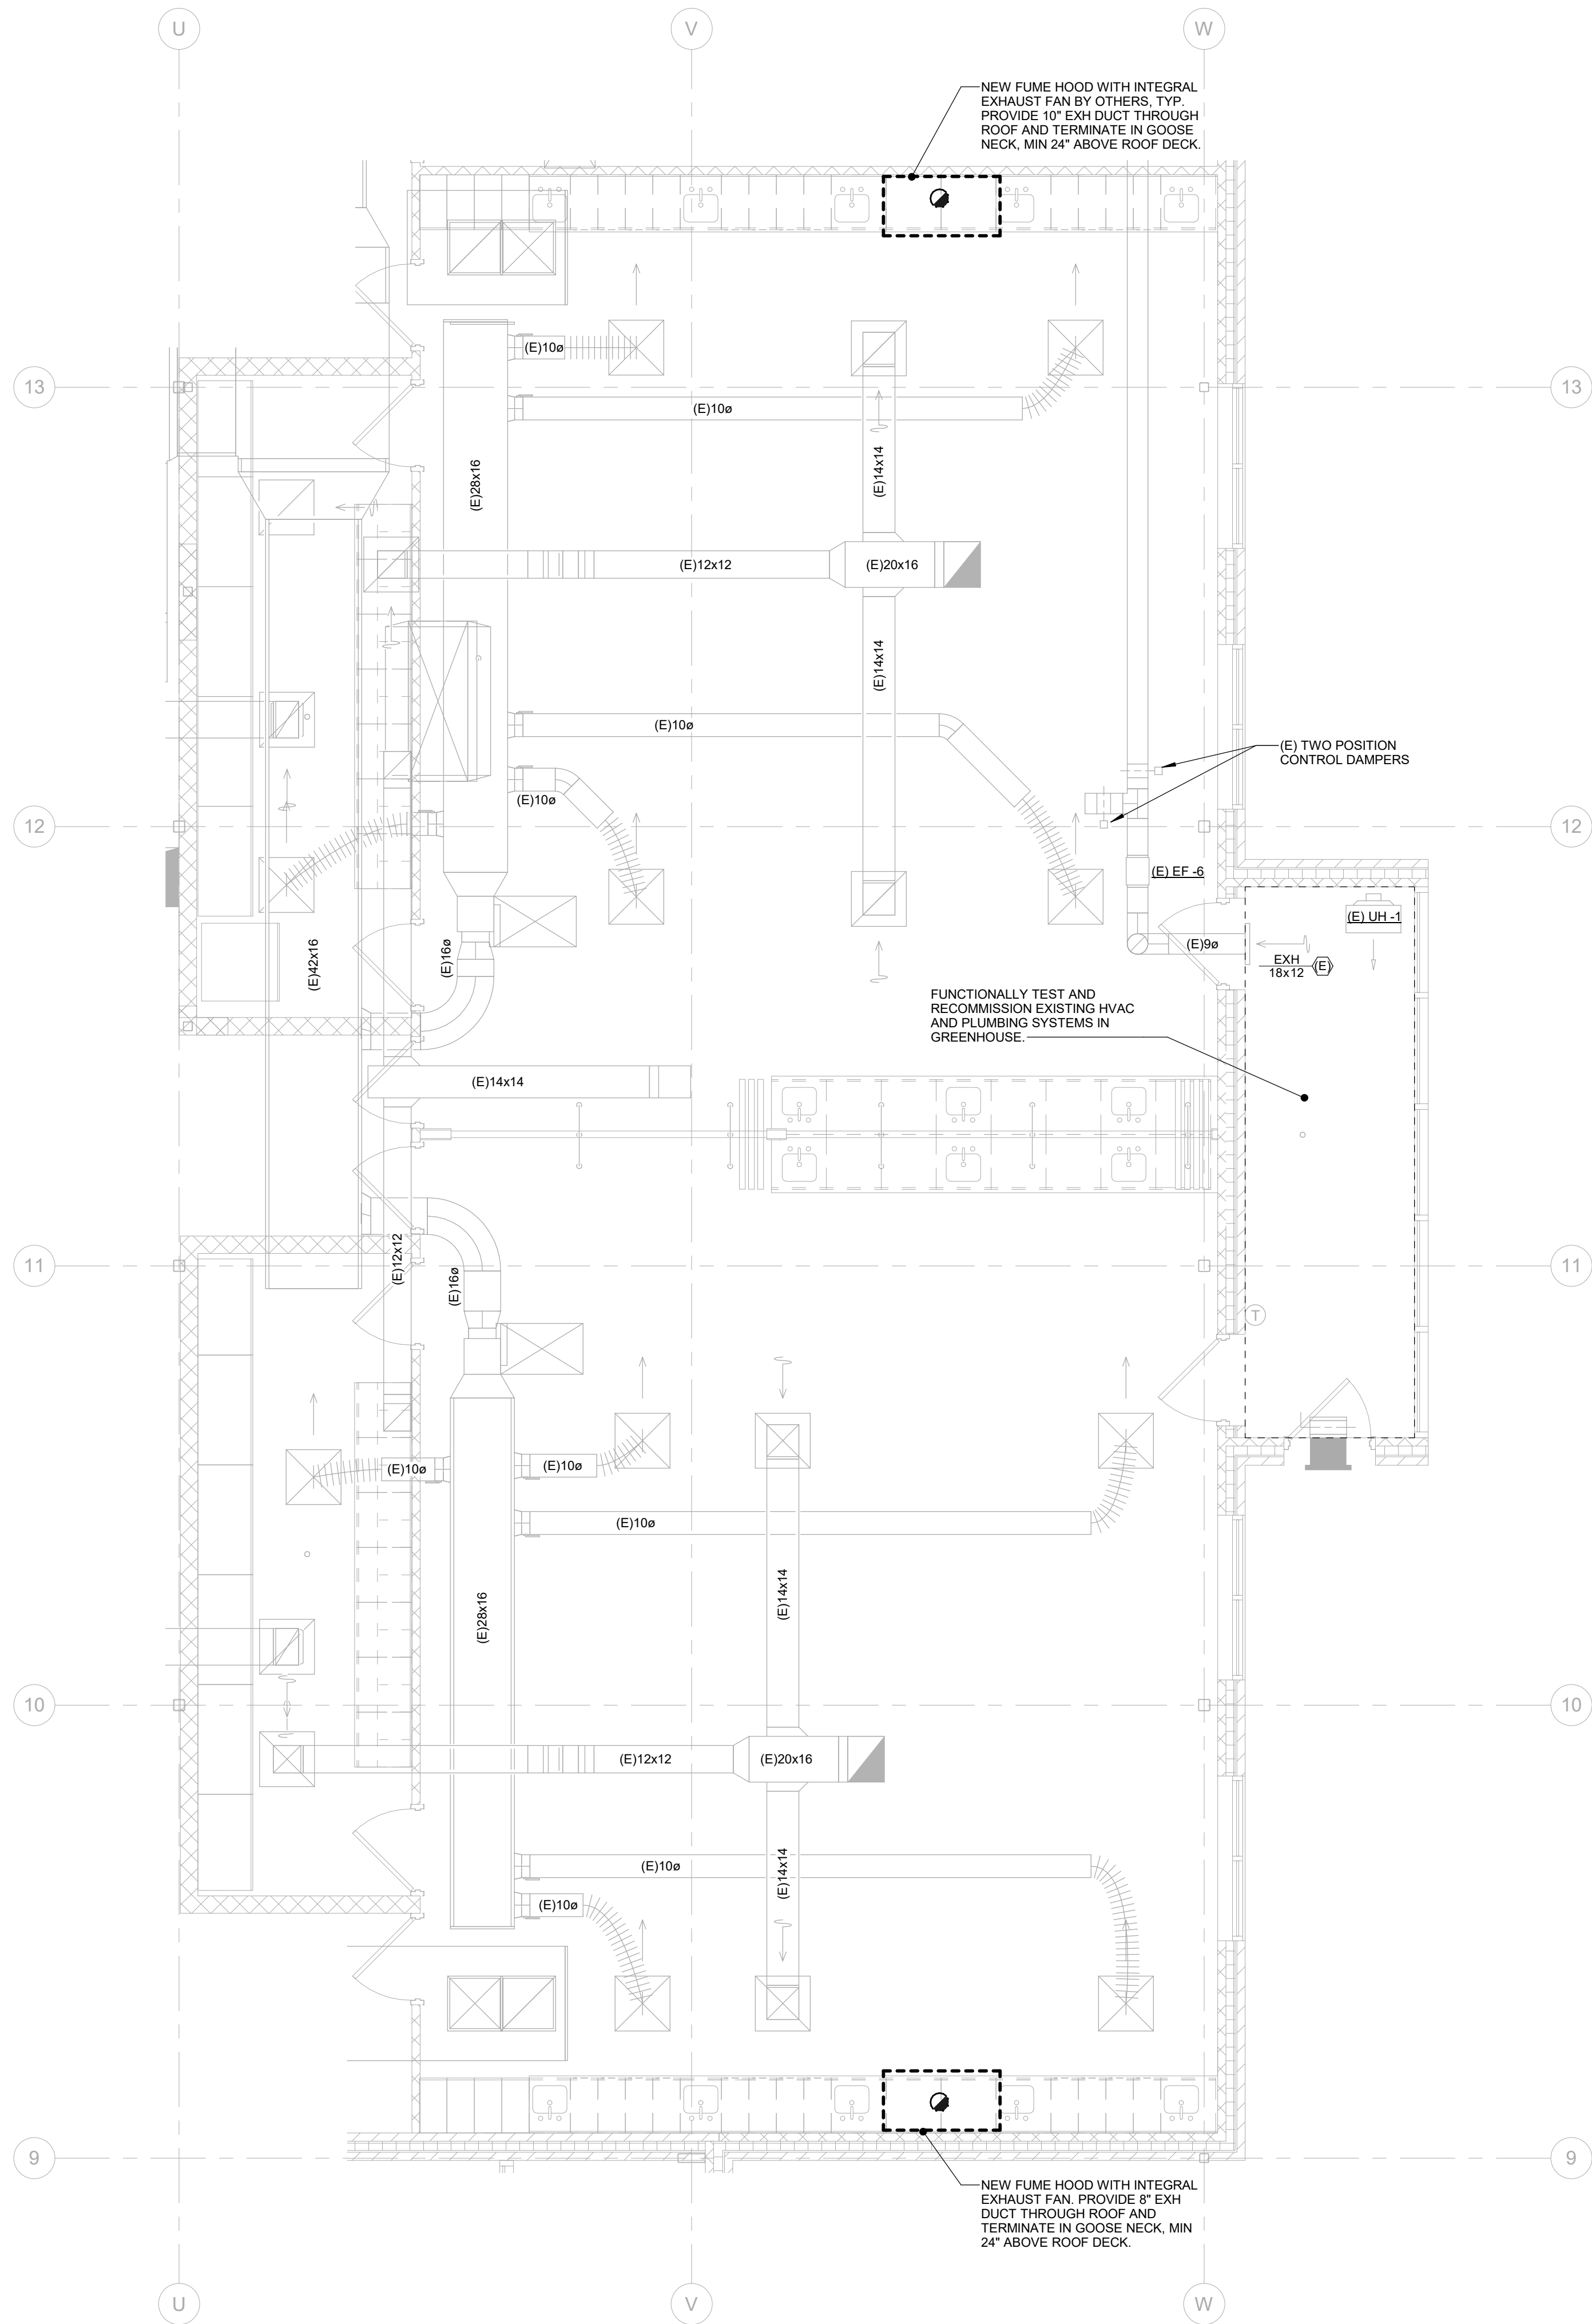 U
V
W
NEW FUME HOOD WITH INTEGRAL
EXHAUST FAN BY OTHERS, TYP.
PROVIDE 10" EXH DUCT THROUGH
ROOF AND TERMINATE IN GOOSE
NECK, MIN 24" ABOVE ROOF DECK.
(E)10ø
13
13
(E)10ø
(E)28x16
(E)14x14
(E)12x12
(E)20x16
(E)14x14
(E)10ø
(E) TWO POSITION
CONTROL DAMPERS
(E)10ø
12
12
(E) EF -6
(E) UH -1
(E)42x16
(E)16ø
(E)9ø
EXH
18x12
(E)
FUNCTIONALLY TEST AND
RECOMMISSION EXISTING HVAC
AND PLUMBING SYSTEMS IN
GREENHOUSE.
(E)14x14
(E)12x12
11
11
(E)16ø
T
(E)10ø
(E)10ø
(E)10ø
(E)28x16
(E)14x14
10
10
(E)12x12
(E)20x16
(E)14x14
(E)10ø
(E)10ø
9
9
NEW FUME HOOD WITH INTEGRAL
EXHAUST FAN. PROVIDE 8" EXH
DUCT THROUGH ROOF AND
TERMINATE IN GOOSE NECK, MIN
24" ABOVE ROOF DECK.
U
V
W